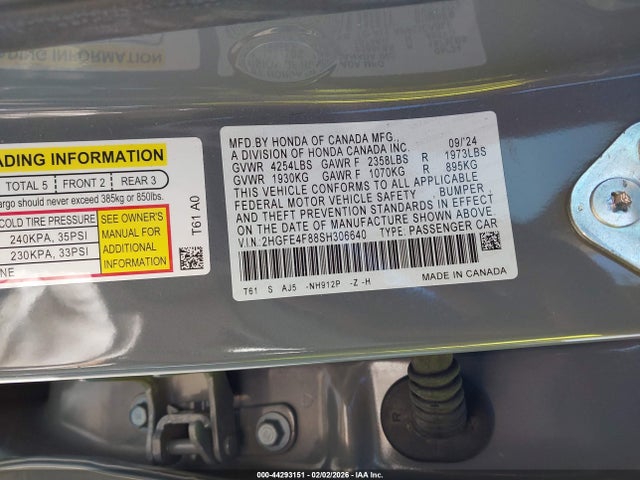 ADING INFORMATION
TOTAL 5 FRONT 2 REAR 3
argo should never exceed 385kg or 850lbs.
COLD TIRE PRESSURE
240KPA, 35PSI
230KPA, 33PSI
NE
SEE OWNER'S
MANUAL FOR
ADDITIONAL
INFORMATION
T61 A0
MFD.BY HONDA OF CANADA MFG., 09/'24
A DIVISION OF HONDA CANADA INC.
GVWR 4254LBS GAWR F 2358LBS R 1973LBS
GVWR 1930KG GAWR F 1070KG R 895KG
THIS VEHICLE CONFORMS TO ALL APPLICABLE
FEDERAL MOTOR VEHICLE SAFETY, BUMPER,
AND THEFT PREVENTION STANDARDS IN EFFECT
ON THE DATE OF MANUFACTURE SHOWN ABOVE.
V.I.N. 2HGFE4F88SH306640 TYPE: PASSENGER CAR
T61 S AJ5 -NH912P -Z -H
MADE IN CANADA
R
000-44293151 - 02/02/2026 - IAA Inc.